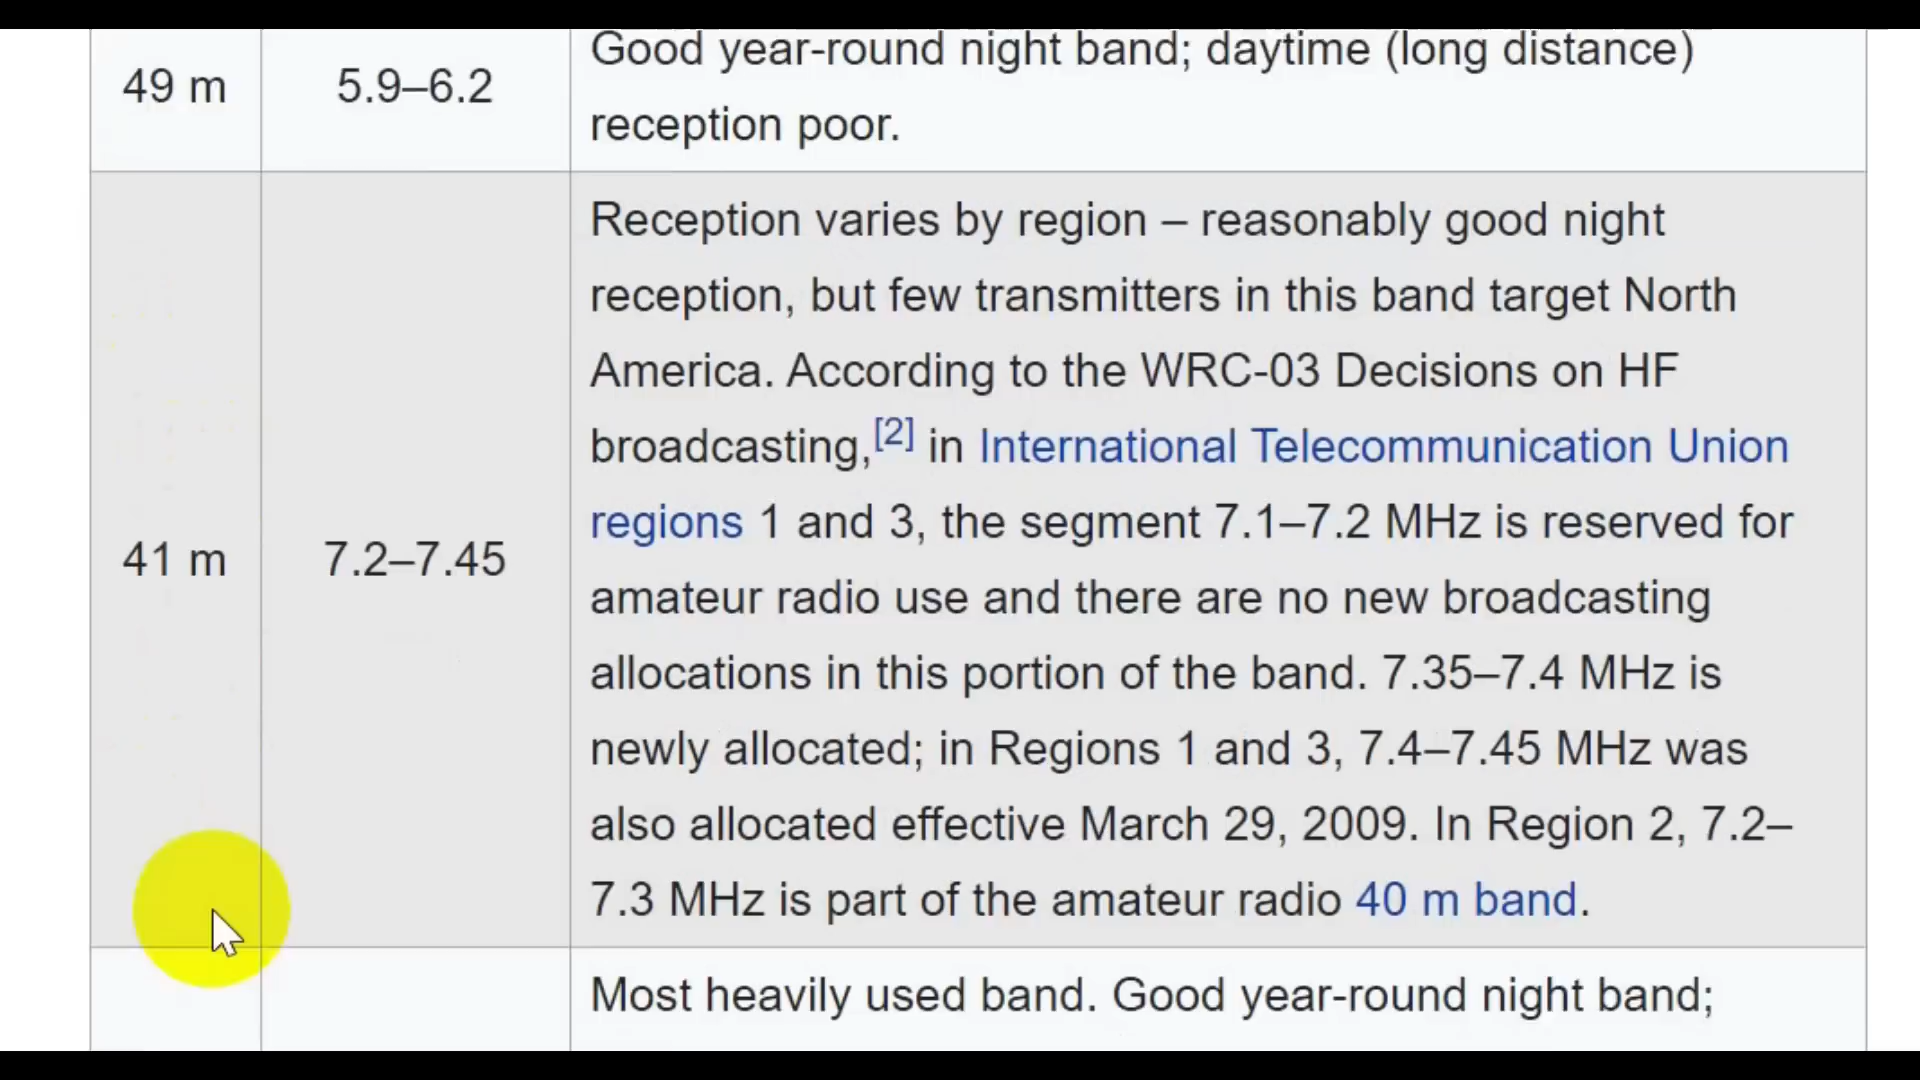 49 m
5.9–6.2
Good year-round night band; daytime (long distance)
reception poor.
41 m
7.2–7.45
Reception varies by region – reasonably good night
reception, but few transmitters in this band target North
America. According to the WRC-03 Decisions on HF
broadcasting,[2] in International Telecommunication Union
regions 1 and 3, the segment 7.1–7.2 MHz is reserved for
amateur radio use and there are no new broadcasting
allocations in this portion of the band. 7.35–7.4 MHz is
newly allocated; in Regions 1 and 3, 7.4–7.45 MHz was
also allocated effective March 29, 2009. In Region 2, 7.2–
7.3 MHz is part of the amateur radio 40 m band.
Most heavily used band. Good year-round night band;